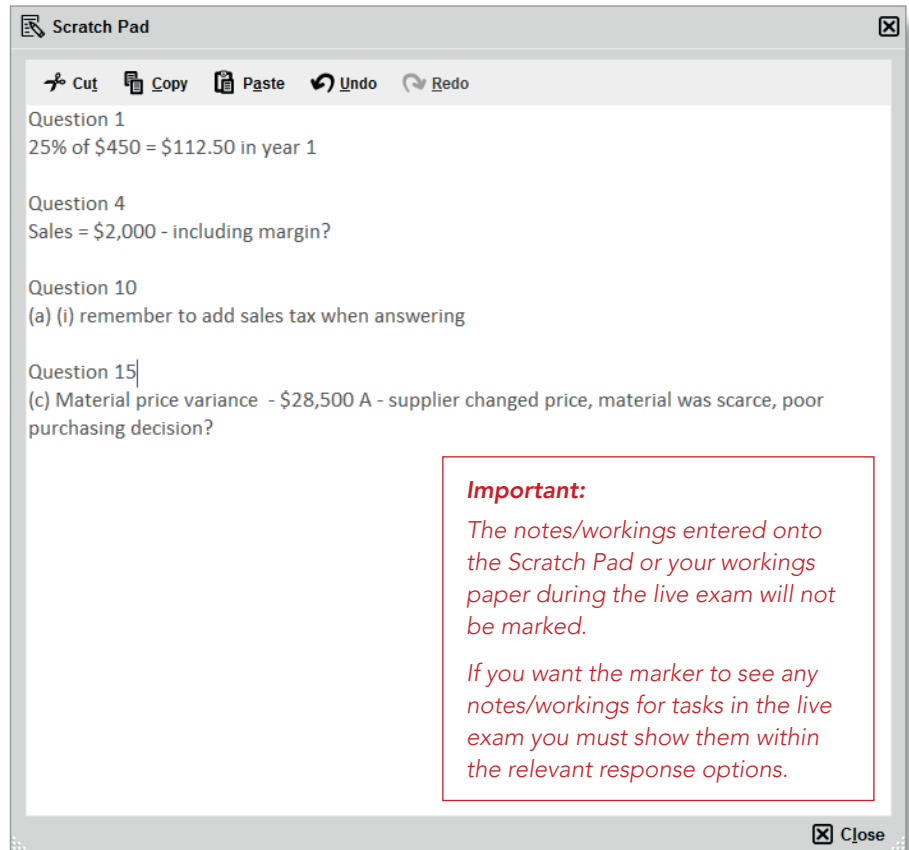 Scratch Pad
Cut Copy Paste Undo Redo
Question 1
25% of $450 = $112.50 in year 1
Question 4
Sales = $2,000 - including margin?
Question 10
(a) (i) remember to add sales tax when answering
Question 15
(c) Material price variance  - $28,500 A - supplier changed price, material was scarce, poor
purchasing decision?
Important:
The notes/workings entered onto
the Scratch Pad or your workings
paper during the live exam will not
be marked.
If you want the marker to see any
notes/workings for tasks in the live
exam you must show them within
the relevant response options.
Close